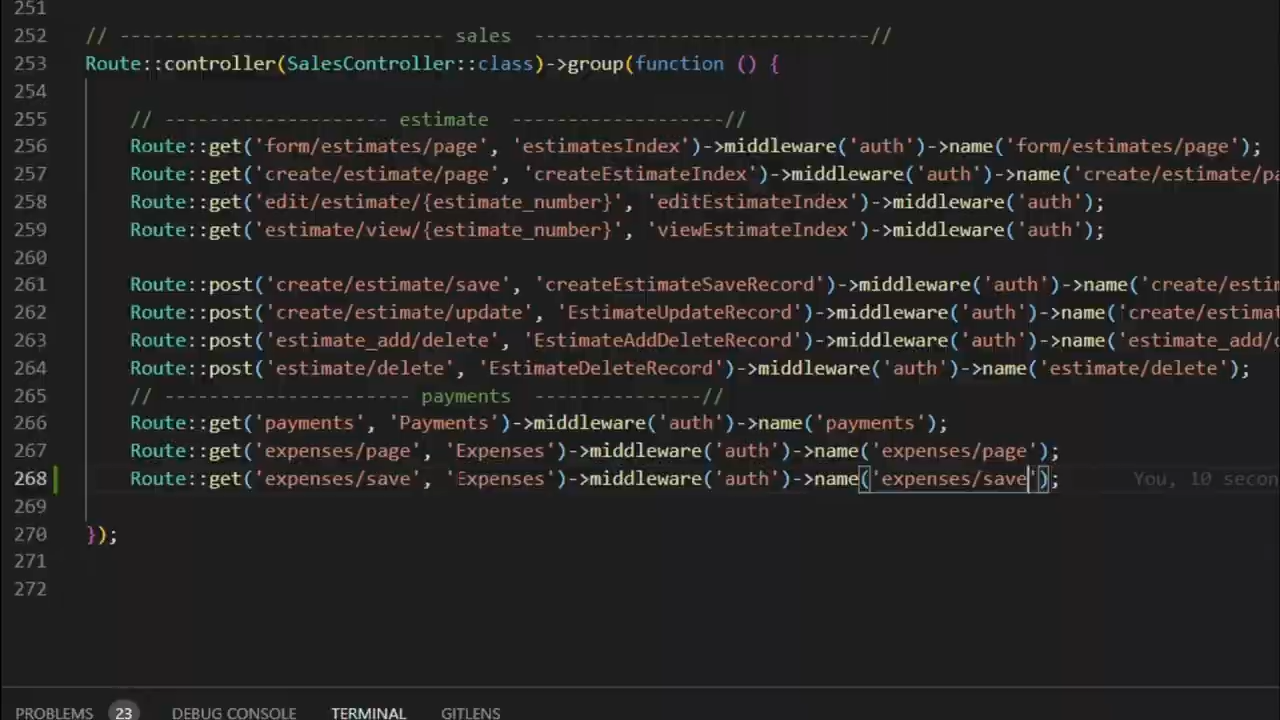 251
252 // ----------------------------- sales ------------------------------//
253 Route::controller(SalesController::class)->group(function () {
254
255 // -------------------- estimate -------------------//
256 Route::get('form/estimates/page', 'estimatesIndex')->middleware('auth')->name('form/estimates/page');
257 Route::get('create/estimate/page', 'createEstimateIndex')->middleware('auth')->name('create/estimate/pa
258 Route::get('edit/estimate/{estimate_number}', 'editEstimateIndex')->middleware('auth');
259 Route::get('estimate/view/{estimate_number}', 'viewEstimateIndex')->middleware('auth');
260
261 Route::post('create/estimate/save', 'createEstimateSaveRecord')->middleware('auth')->name('create/estim
262 Route::post('create/estimate/update', 'EstimateUpdateRecord')->middleware('auth')->name('create/estimat
263 Route::post('estimate_add/delete', 'EstimateAddDeleteRecord')->middleware('auth')->name('estimate_add/d
264 Route::post('estimate/delete', 'EstimateDeleteRecord')->middleware('auth')->name('estimate/delete');
265 // ---------------------- payments ---------------//
266 Route::get('payments', 'Payments')->middleware('auth')->name('payments');
267 Route::get('expenses/page', 'Expenses')->middleware('auth')->name('expenses/page');
268 Route::get('expenses/save', 'Expenses')->middleware('auth')->name('expenses/save'); You, 10 secon
269
270 });
271
272
PROBLEMS 23 DEBUG CONSOLE TERMINAL GITLENS